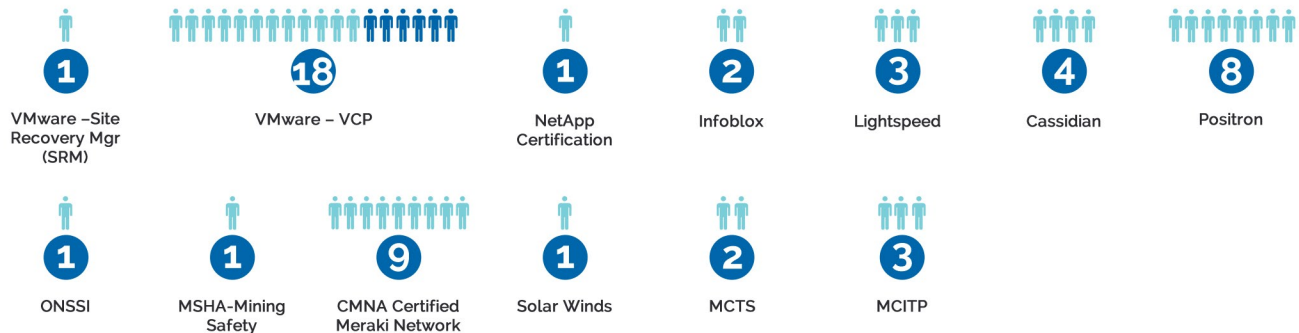 1
VMware –Site
Recovery Mgr
(SRM)
18
VMware – VCP
1
NetApp
Certification
2
Infoblox
3
Lightspeed
4
Cassidian
8
Positron
1
ONSSI
1
MSHA-Mining
Safety
9
CMNA Certified
Meraki Network
1
Solar Winds
2
MCTS
3
MCITP